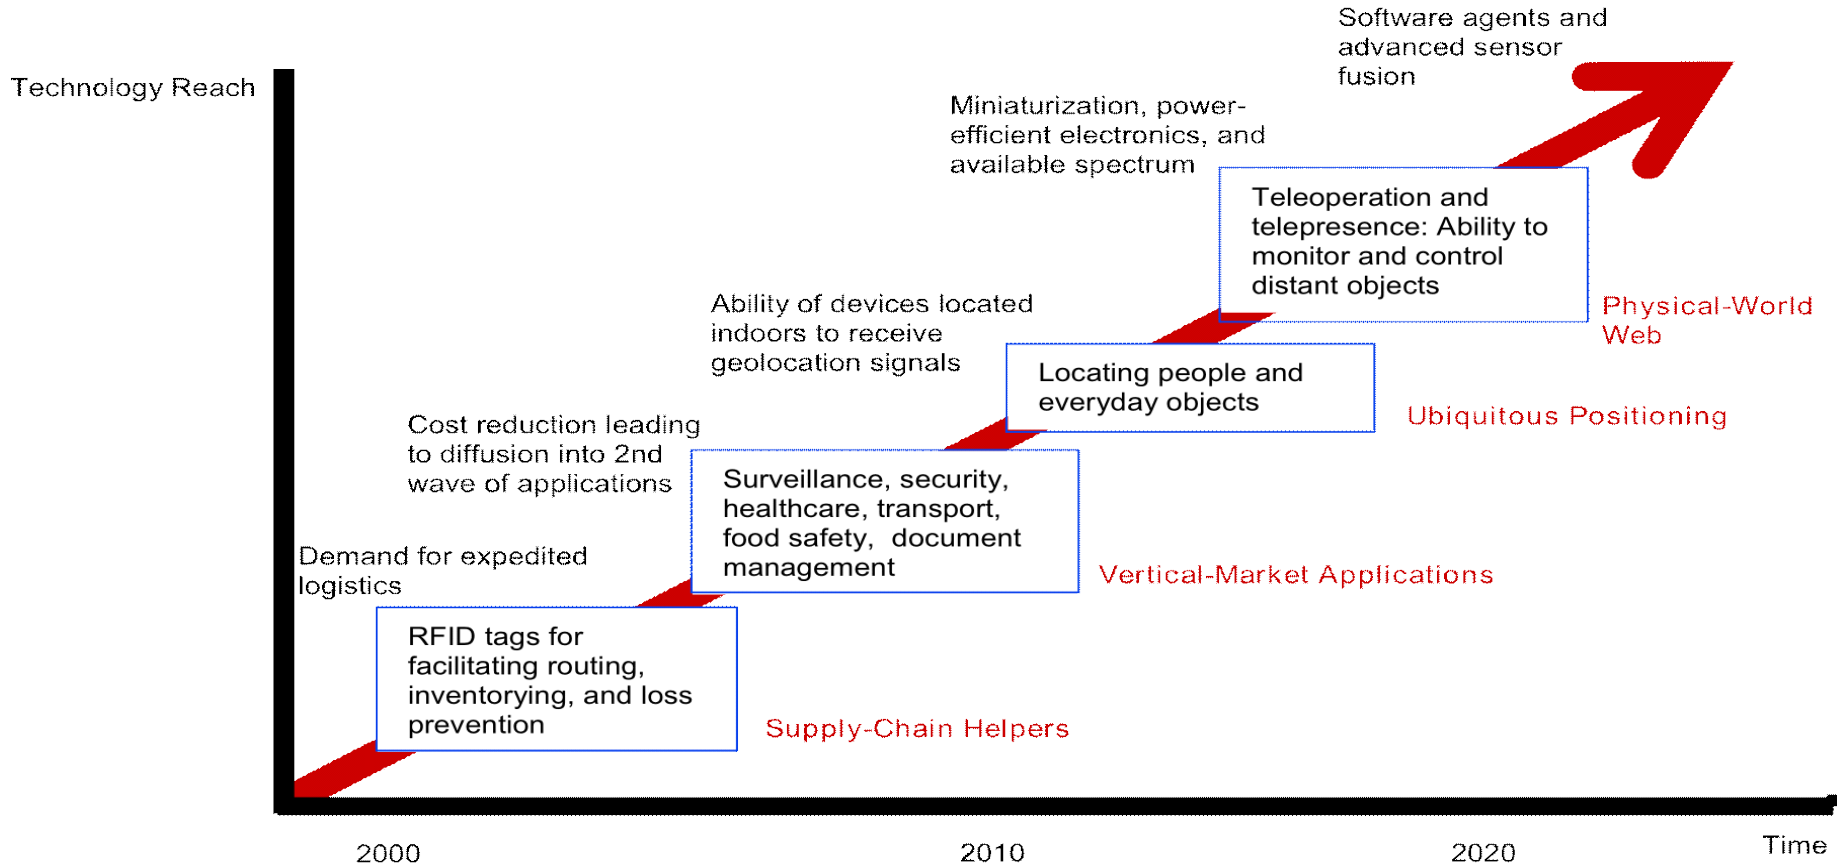 Software agents and
advanced sensor
fusion
Technology Reach
Miniaturization, power-
efficient electronics, and
available spectrum
Teleoperation and
telepresence: Ability to
monitor and control
distant objects
Physical-World
Web
Ability of devices located
indoors to receive
geolocation signals
Locating people and
everyday objects
Ubiquitous Positioning
Cost reduction leading
to diffusion into 2nd
wave of applications
Surveillance, security,
healthcare, transport,
food safety,  document
management
Vertical-Market Applications
Demand for expedited
logistics
RFID tags for
facilitating routing,
inventorying, and loss
prevention
Supply-Chain Helpers
2000
2010
2020
Time